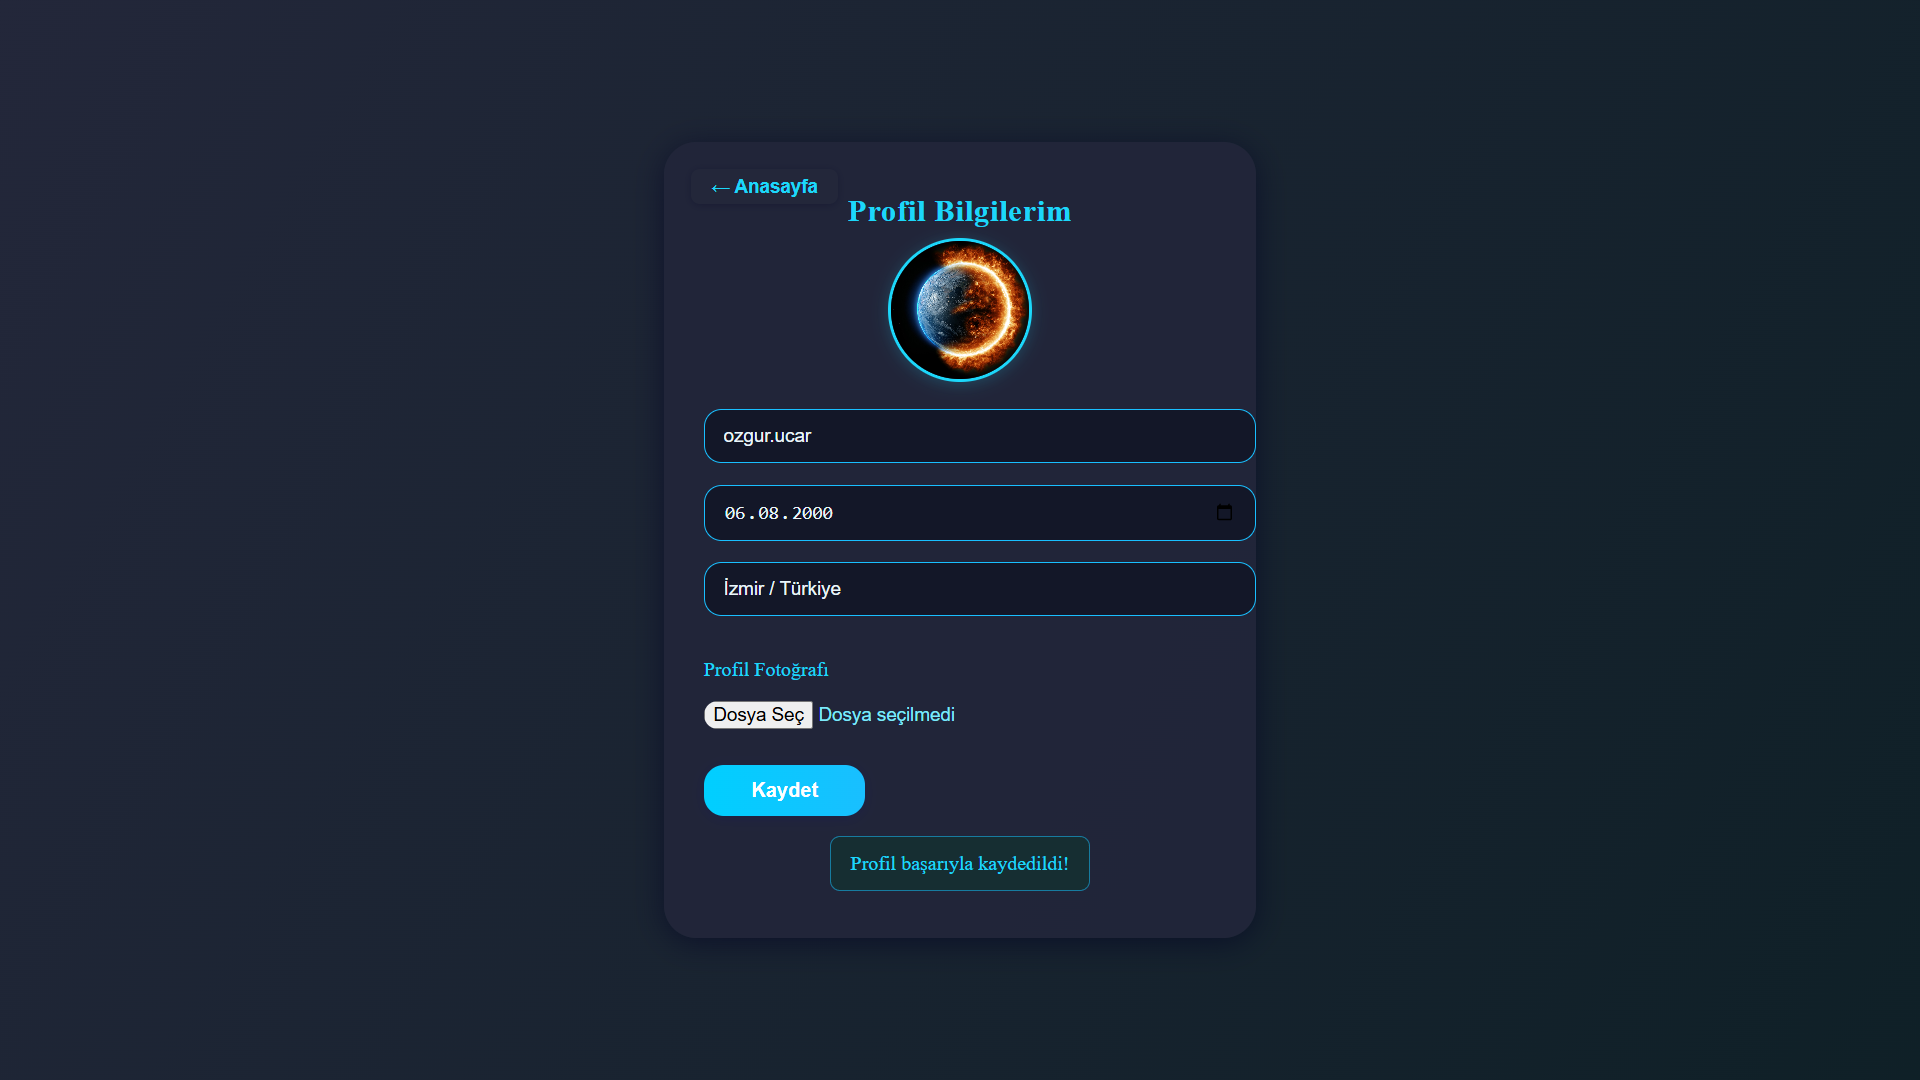 ←Anasayfa
Profil Bilgilerim
ozgur.ucar
06.08.2000
İzmir / Türkiye
Profil Fotoğrafı
Dosya Seç Dosya seçilmedi
Kaydet
Profil başarıyla kaydedildi!